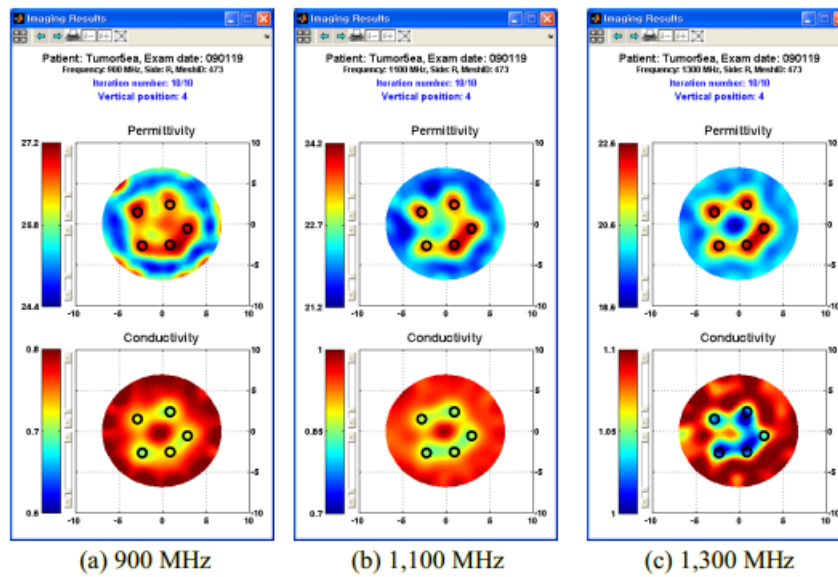 Imaging Results
Patient: Tumor5ea, Exam date: 090119
Frequency: 900 MHz, Side: R, MeshID: 473
Iteration number: 10/10
Vertical position: 4
Permittivity
27.2
25.8
24.4
10
5
0
-5
-10
-10 -5 0 5 10
Conductivity
0.8
0.7
0.6
10
5
0
-5
-10
-10 -5 0 5 10
(a) 900 MHz
Imaging Results
Patient: Tumor5ea, Exam date: 090119
Frequency: 1100 MHz, Side: R, MeshID: 473
Iteration number: 10/10
Vertical position: 4
Permittivity
24.2
22.7
21.2
10
5
0
-5
-10
-10 -5 0 5 10
Conductivity
1
0.85
0.7
10
5
0
-5
-10
-10 -5 0 5 10
(b) 1,100 MHz
Imaging Results
Patient: Tumor5ea, Exam date: 090119
Frequency: 1300 MHz, Side: R, MeshID: 473
Iteration number: 10/10
Vertical position: 4
Permittivity
22.6
20.6
18.6
10
5
0
-5
-10
-10 -5 0 5 10
Conductivity
1.1
1.05
1
10
5
0
-5
-10
-10 -5 0 5 10
(c) 1,300 MHz